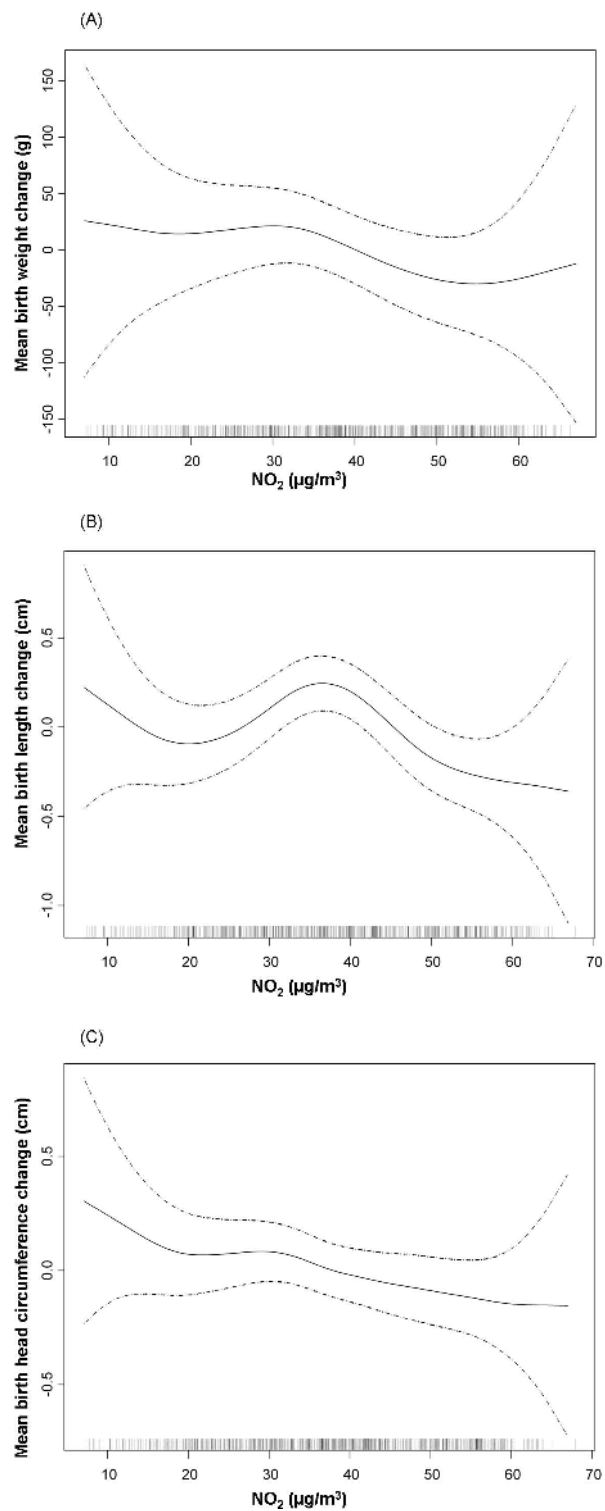 (A)
Mean birth weight change (g)
150
100
50
0
-50
-100
-150
10 20 30 40 50 60
NO₂ (µg/m³)
(B)
Mean birth length change (cm)
0.5
0.0
-0.5
-1.0
10 20 30 40 50 60 70
NO₂ (µg/m³)
(C)
Mean birth head circumference change (cm)
0.5
0.0
-0.5
10 20 30 40 50 60 70
NO₂ (µg/m³)